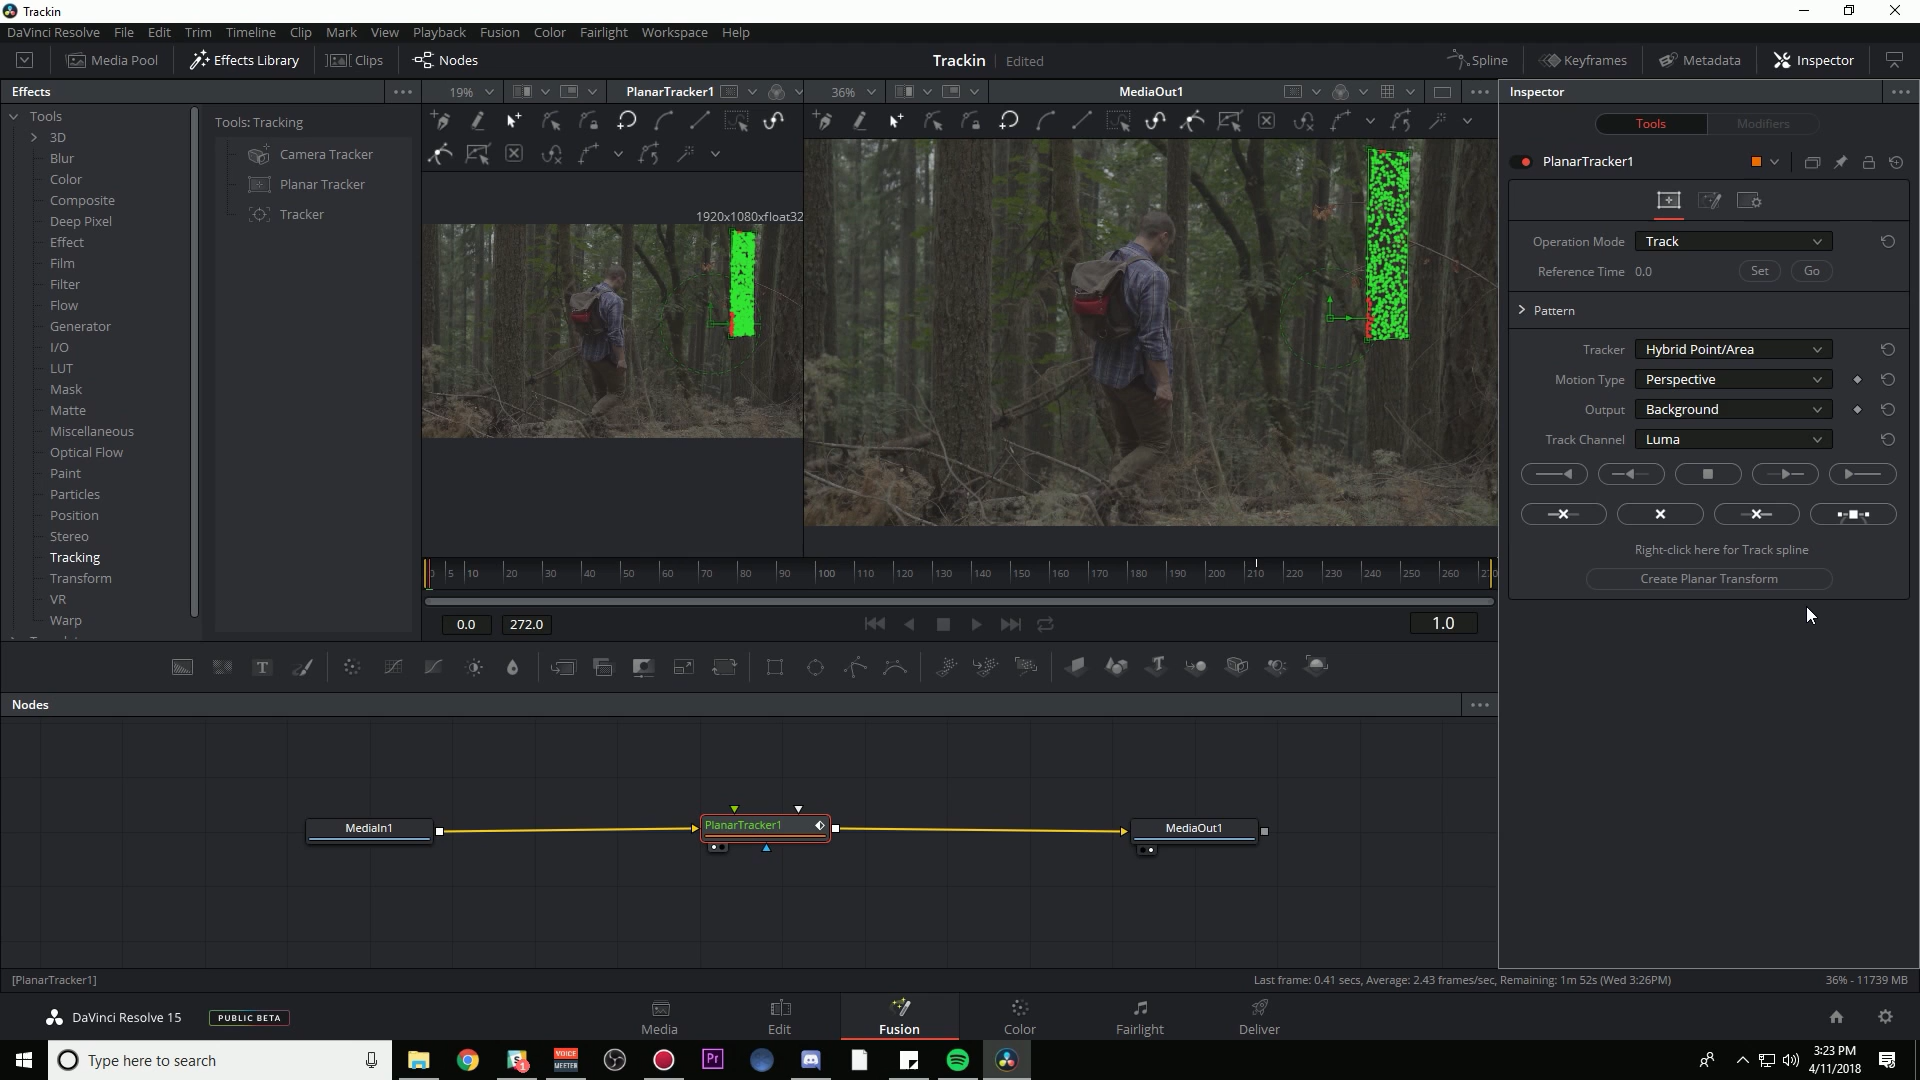 Trackin
DaVinci Resolve File Edit Trim Timeline Clip Mark View Playback Fusion Color Fairlight Workspace Help
Media Pool Effects Library Clips Nodes Trackin Edited Spline Keyframes Metadata Inspector
Effects 19% PlanarTracker1 36% MediaOut1 Inspector
Tools
3D
Blur
Color
Composite
Deep Pixel
Effect
Film
Filter
Flow
Generator
I/O
LUT
Mask
Matte
Miscellaneous
Optical Flow
Paint
Particles
Position
Stereo
Tracking
Transform
VR
Warp
Tools: Tracking
Camera Tracker
Planar Tracker
Tracker
1920x1080xfloat32
Tools Modifiers
PlanarTracker1
Operation Mode Track
Reference Time 0.0 Set Go
Pattern
Tracker Hybrid Point/Area
Motion Type Perspective
Output Background
Track Channel Luma
Right-click here for Track spline
Create Planar Transform
5 10 20 30 40 50 60 70 80 90 100 110 120 130 140 150 160 170 180 190 200 210 220 230 240 250 260
0.0 272.0 1.0
Nodes
MediaIn1 PlanarTracker1 MediaOut1
[PlanarTracker1] Last frame: 0.41 secs, Average: 2.43 frames/sec, Remaining: 1m 52s (Wed 3:26PM) 36% - 11739 MB
DaVinci Resolve 15 PUBLIC BETA Media Edit Fusion Color Fairlight Deliver
Type here to search
VOICE
MEETER
Pr
1
3:23 PM
4/11/2018